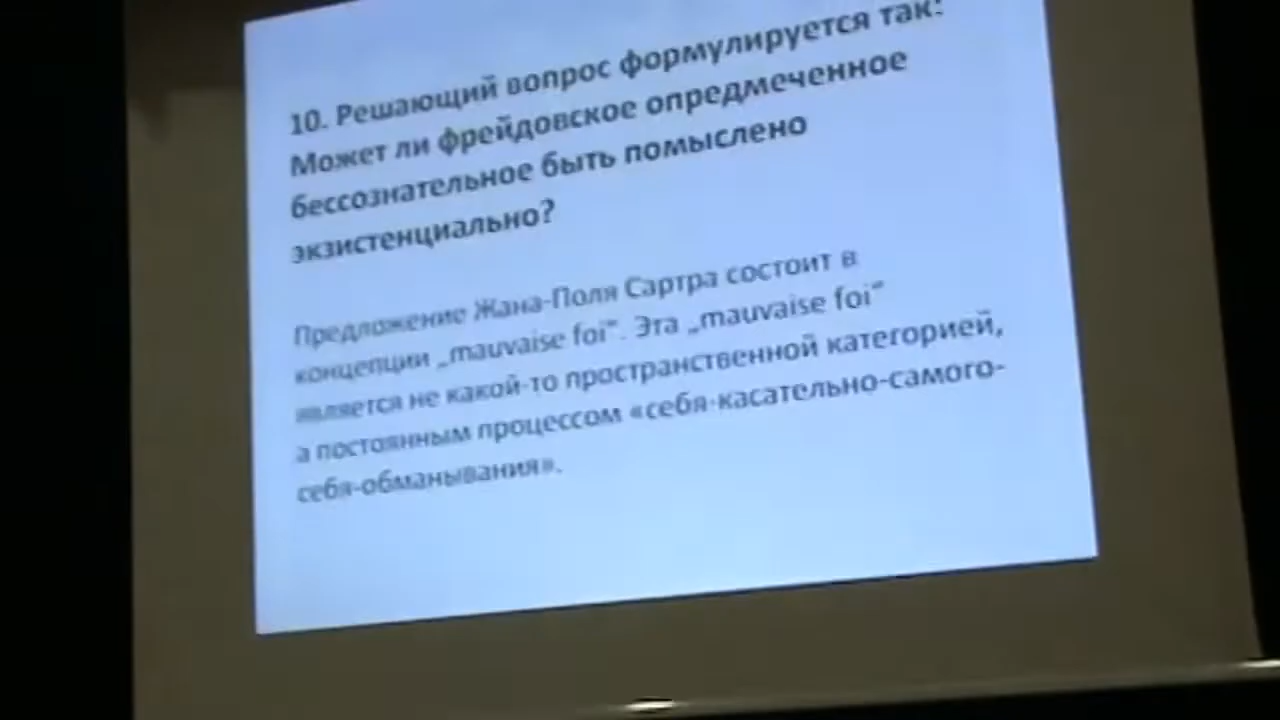 10. Решающий вопрос формулируется так:
Может ли фрейдовское опредмеченное
бессознательное быть помыслено
экзистенциально?
Предложение Жана-Поля Сартра состоит в
концепции „mauvaise foi“. Эта „mauvaise foi“
является не какой-то пространственной категорией,
а постоянным процессом «себя-касательно-самого-
себя-обманывания».